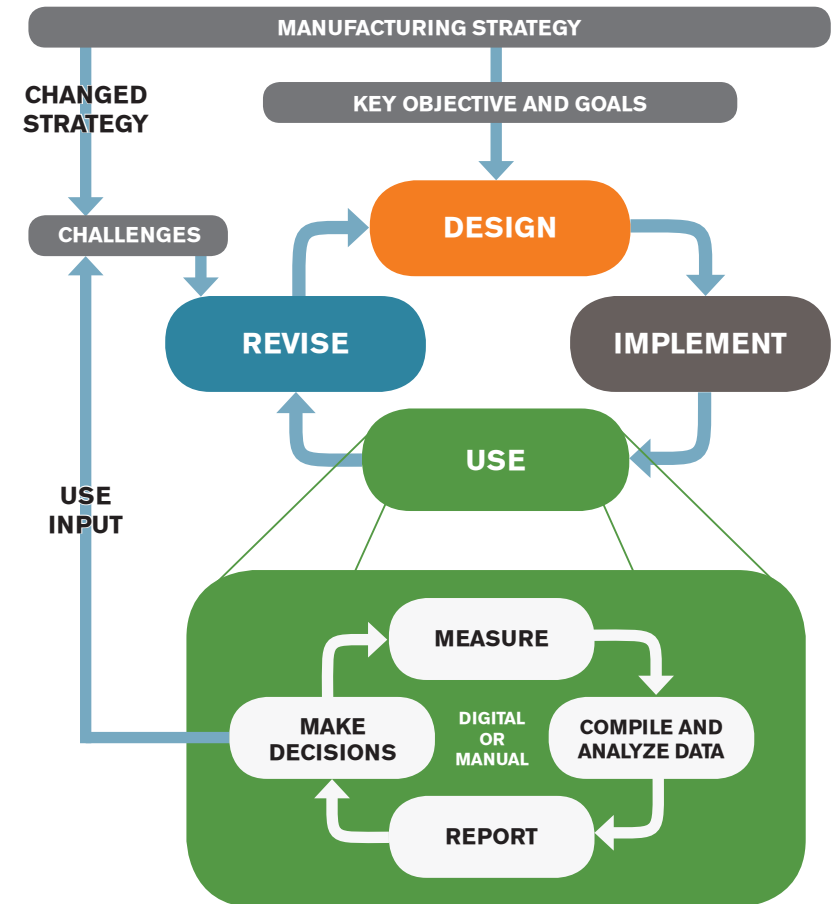 MANUFACTURING STRATEGY
CHANGED
STRATEGY
KEY OBJECTIVE AND GOALS
CHALLENGES
DESIGN
REVISE
IMPLEMENT
USE
USE
INPUT
MEASURE
MAKE
DECISIONS
DIGITAL
OR
MANUAL
COMPILE AND
ANALYZE DATA
REPORT